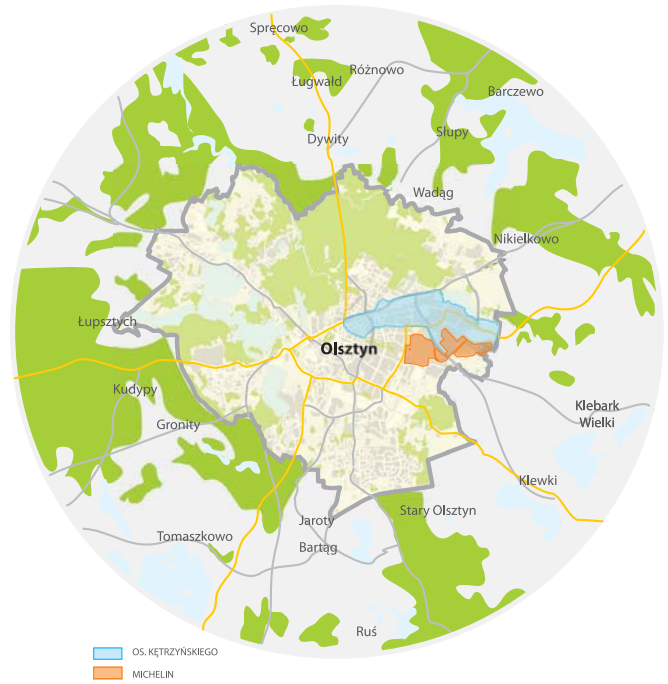 Spręcowo
Różnowo
Ługwałd
Barczewo
Dywity
Słupy
Wadąg
Nikielkowo
Łupsztych
Olsztyn
Kudypy
Klebark
Wielki
Gronity
Klewki
Stary Olsztyn
Jaroty
Tomaszkowo
Bartąg
Ruś
OS. KĘTRZYŃSKIEGO
MICHELIN